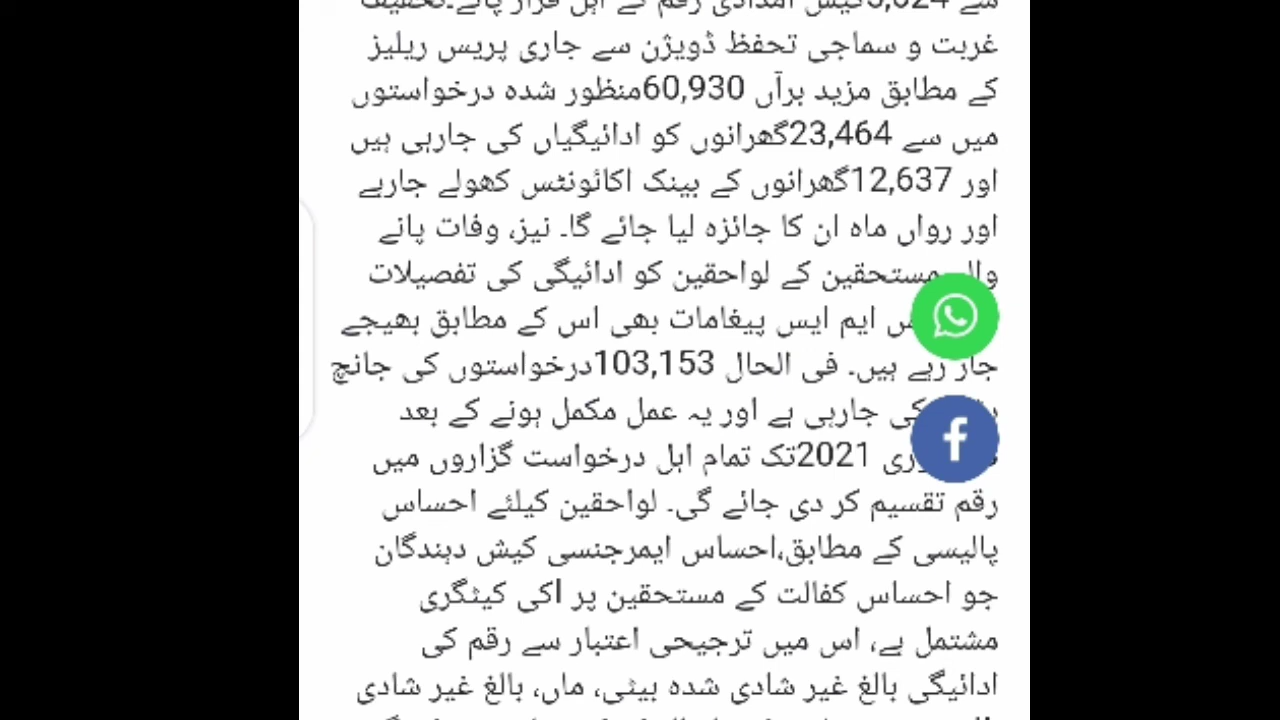 غربت و سماجی تحفظ ڈویژن سے جاری پریس ریلیز
کے مطابق مزید برآں 60,930منظور شدہ درخواستوں
میں سے 23,464گھرانوں کو ادائیگیاں کی جارہی ہیں
اور 12,637گھرانوں کے بینک اکائونٹس کھولے جارہے
اور رواں ماہ ان کا جائزہ لیا جائے گا۔ نیز، وفات پانے
مستحقین کے لواحقین کو ادائیگی کی تفصیلات
ایم ایس پیغامات بھی اس کے مطابق بھیجے
جار رہے ہیں۔ فی الحال 103,153درخواستوں کی جانچ
کی جارہی ہے اور یہ عمل مکمل ہونے کے بعد
2021تک تمام اہل درخواست گزاروں میں
رقم تقسیم کر دی جائے گی۔ لواحقین کیلئے احساس
پالیسی کے مطابق،احساس ایمرجنسی کیش دہندگان
جو احساس کفالت کے مستحقین پر اکی کیٹگری
مشتمل ہے، اس میں ترجیحی اعتبار سے رقم کی
ادائیگی بالغ غیر شادی شدہ بیٹی، ماں، بالغ غیر شادی